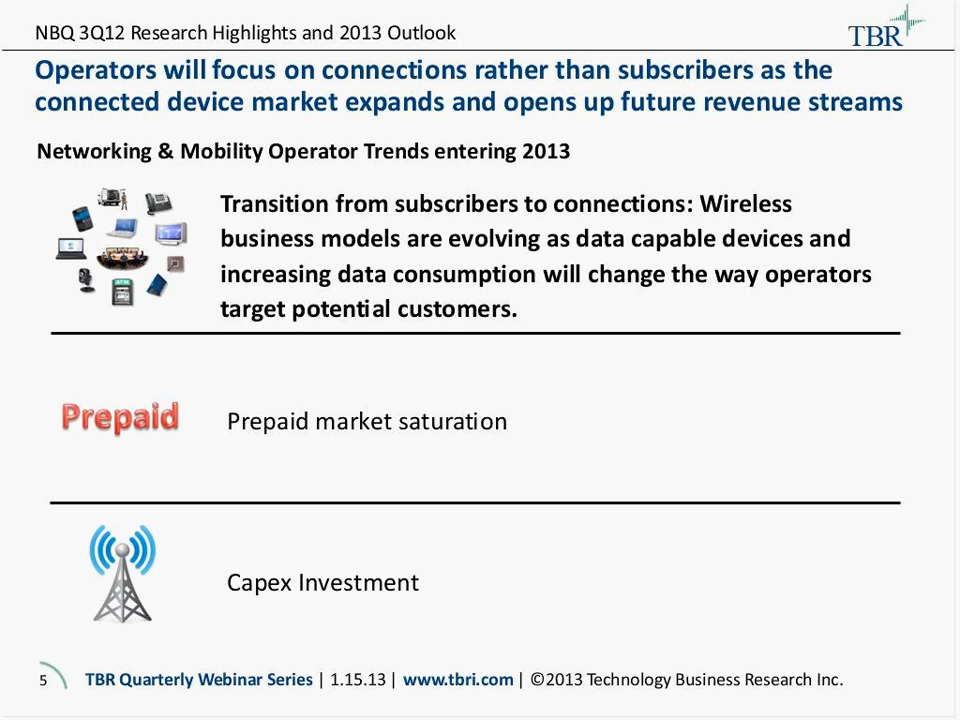 NBQ 3Q12 Research Highlights and 2013 Outlook
TBR
Operators will focus on connections rather than subscribers as the
connected device market expands and opens up future revenue streams
Networking & Mobility Operator Trends entering 2013
Transition from subscribers to connections: Wireless
business models are evolving as data capable devices and
increasing data consumption will change the way operators
target potential customers.
ATM
Prepaid
Prepaid market saturation
Capex Investment
5
TBR Quarterly Webinar Series | 1.15.13 | www.tbri.com | ©2013 Technology Business Research Inc.